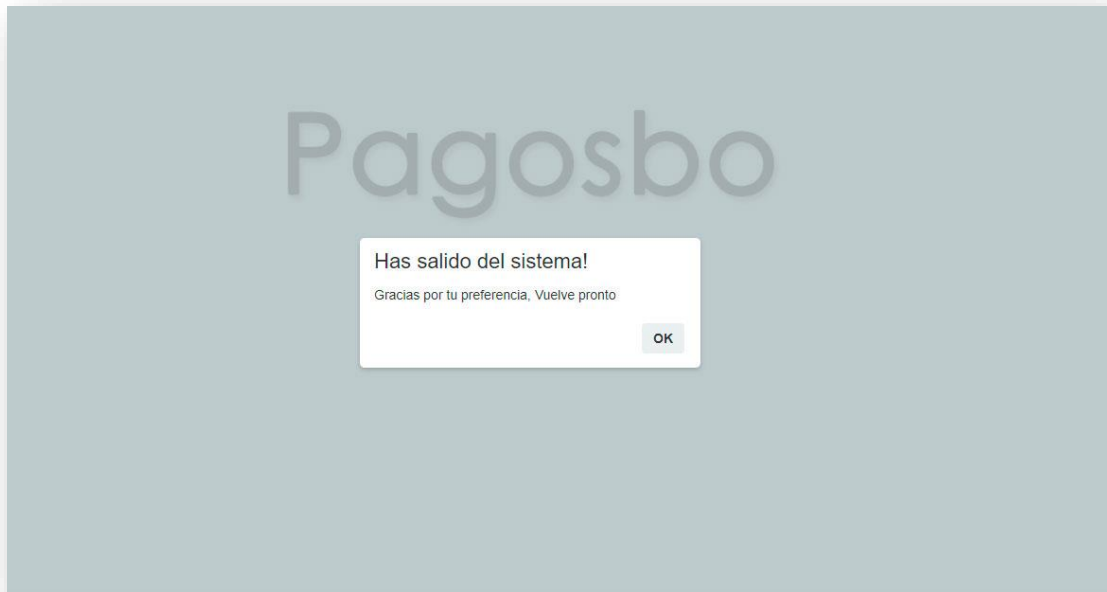 Pagosbo
Has salido del sistema!
Gracias por tu preferencia, Vuelve pronto
OK